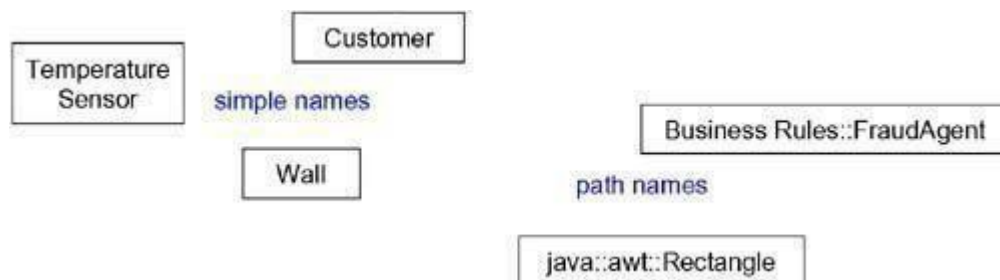 Customer
Temperature
Sensor
simple names
Business Rules::FraudAgent
Wall
path names
java::awt::Rectangle